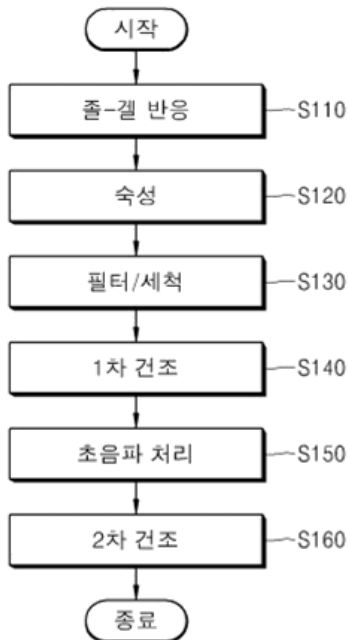 시작
졸-겔 반응 S110
숙성 S120
필터/세척 S130
1차 건조 S140
초음파 처리 S150
2차 건조 S160
종료